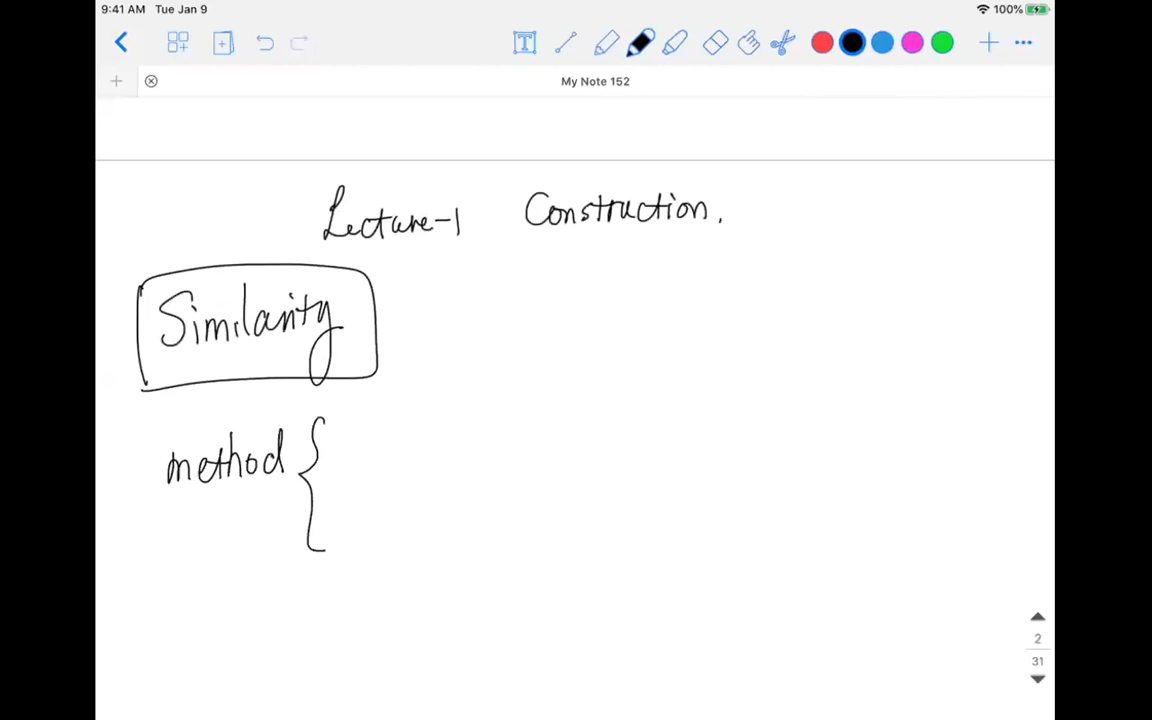 9:41 AM Tue Jan 9 100%
My Note 152
Lecture-1 Construction.
Similarity
method
2
31